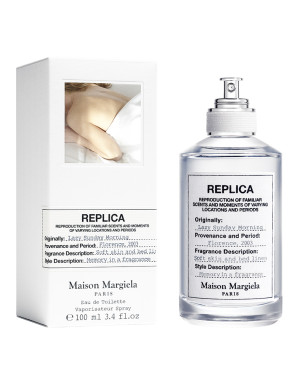 REPLICA
REPRODUCTION OF FAMILIAR
SCENTS AND MOMENTS OF VARYING
LOCATIONS AND PERIODS
Originally:
Lazy Sunday Morning
Provenance and Period:
Florence, 2003
Fragrance Description:
Soft skin and bed linen
Style Description:
Memory in a Fragrance
Maison Margiela
PARIS
REPLICA
REPRODUCTION OF FAMILIAR SCENTS AND MOMENTS
OF VARYING LOCATIONS AND PERIODS
Originally: Lazy Sunday Morning
Provenance and Period: Florence, 2003
Fragrance Description: Soft skin and bed linen
Style Description: Memory in a Fragrance
Maison Margiela
PARIS
Eau de Toilette
Vaporisateur Spray
℮ 100 ml 3.4 fl.oz